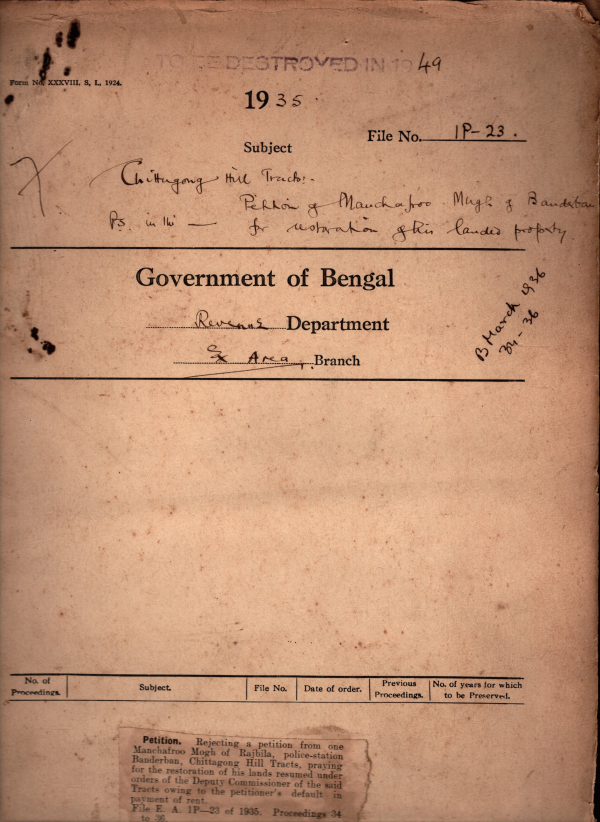 TO BE DESTROYED IN 1949
Form No. XXXVIII. S. L. 1924.
1935.
File No. 1P-23.
Subject
Chittagong Hill Tracts:-
Petition of Manchafroo Mugh of Banderban
P.S. in the — for restoration of his landed property.
Government of Bengal
Revenue Department
Ex Area, Branch
B March 1936
34-36
No. of Proceedings. Subject. File No. Date of order. Previous Proceedings. No. of years for which to be Preserved.
Petition. Rejecting a petition from one
Manchafroo Mogh of Rajbila, police-station
Banderban, Chittagong Hill Tracts, praying
for the restoration of his lands resumed under
orders of the Deputy Commissioner of the said
Tracts owing to the petitioner's default in
payment of rent.
File E. A. 1P—23 of 1935. Proceedings 34
to 36